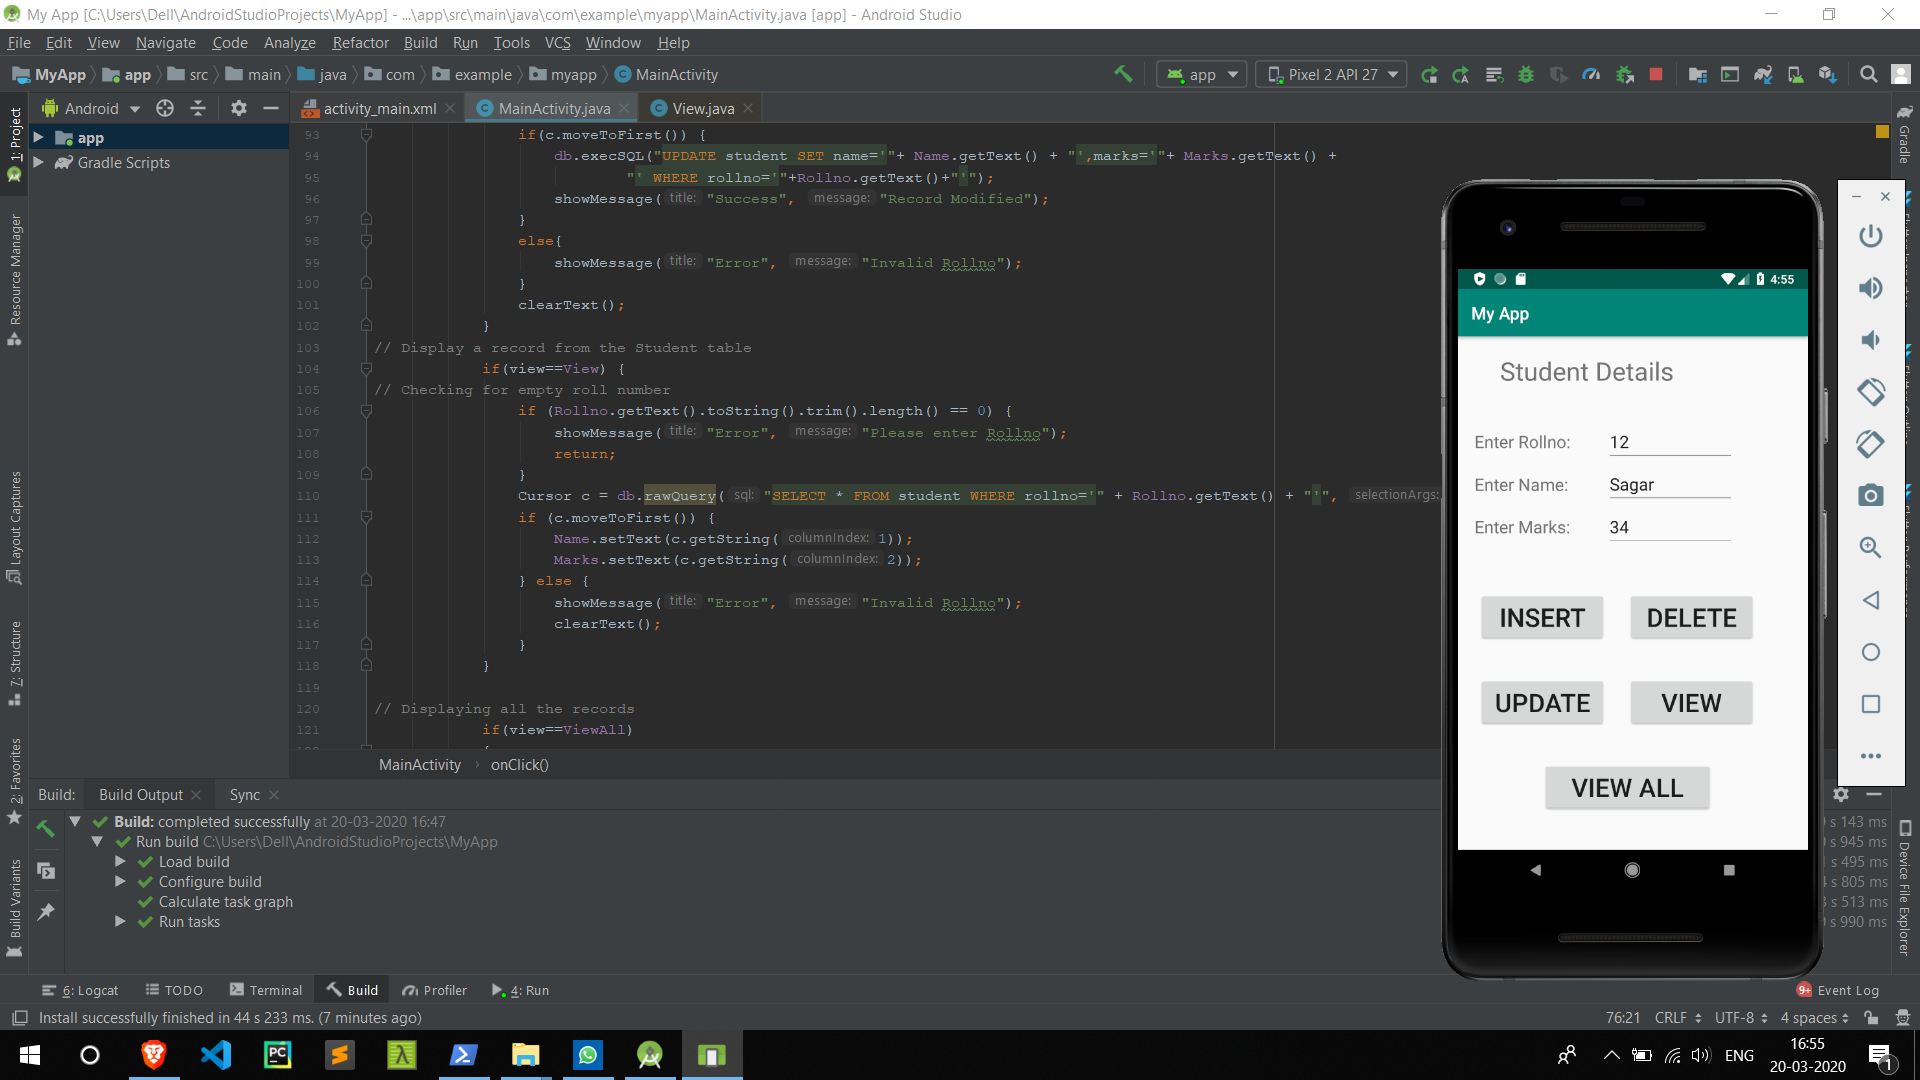 My App [C:\Users\Dell\AndroidStudioProjects\MyApp] - ...\app\src\main\java\com\example\myapp\MainActivity.java [app] - Android Studio
File Edit View Navigate Code Analyze Refactor Build Run Tools VCS Window Help
MyApp app src main java com example myapp MainActivity
app Pixel 2 API 27
Android
activity_main.xml MainActivity.java View.java
app
Gradle Scripts
1: Project
Resource Manager
Layout Captures
7: Structure
2: Favorites
Build Variants
93 if(c.moveToFirst()) {
94 db.execSQL("UPDATE student SET name='"+ Name.getText() + "',marks='"+ Marks.getText() +
95 "' WHERE rollno='"+Rollno.getText()+"'");
96 showMessage( title: "Success", message: "Record Modified");
97 }
98 else{
99 showMessage( title: "Error", message: "Invalid Rollno");
100 }
101 clearText();
102 }
103 // Display a record from the Student table
104 if(view==View) {
105 // Checking for empty roll number
106 if (Rollno.getText().toString().trim().length() == 0) {
107 showMessage( title: "Error", message: "Please enter Rollno");
108 return;
109 }
110 Cursor c = db.rawQuery( sql: "SELECT * FROM student WHERE rollno='" + Rollno.getText() + "'", selectionArgs:
111 if (c.moveToFirst()) {
112 Name.setText(c.getString( columnIndex: 1));
113 Marks.setText(c.getString( columnIndex: 2));
114 } else {
115 showMessage( title: "Error", message: "Invalid Rollno");
116 clearText();
117 }
118 }
119
120 // Displaying all the records
121 if(view==ViewAll)
MainActivity › onClick()
4:55
My App
Student Details
Enter Rollno: 12
Enter Name: Sagar
Enter Marks: 34
INSERT DELETE
UPDATE VIEW
VIEW ALL
Gradle
Device File Explorer
Build: Build Output Sync
Build: completed successfully at 20-03-2020 16:47
Run build C:\Users\Dell\AndroidStudioProjects\MyApp
Load build
Configure build
Calculate task graph
Run tasks
s 143 ms
s 945 ms
s 495 ms
s 805 ms
s 513 ms
s 990 ms
6: Logcat TODO Terminal Build Profiler 4: Run
9+ Event Log
Install successfully finished in 44 s 233 ms. (7 minutes ago)
76:21 CRLF UTF-8 4 spaces
PC
ENG
16:55
20-03-2020
1